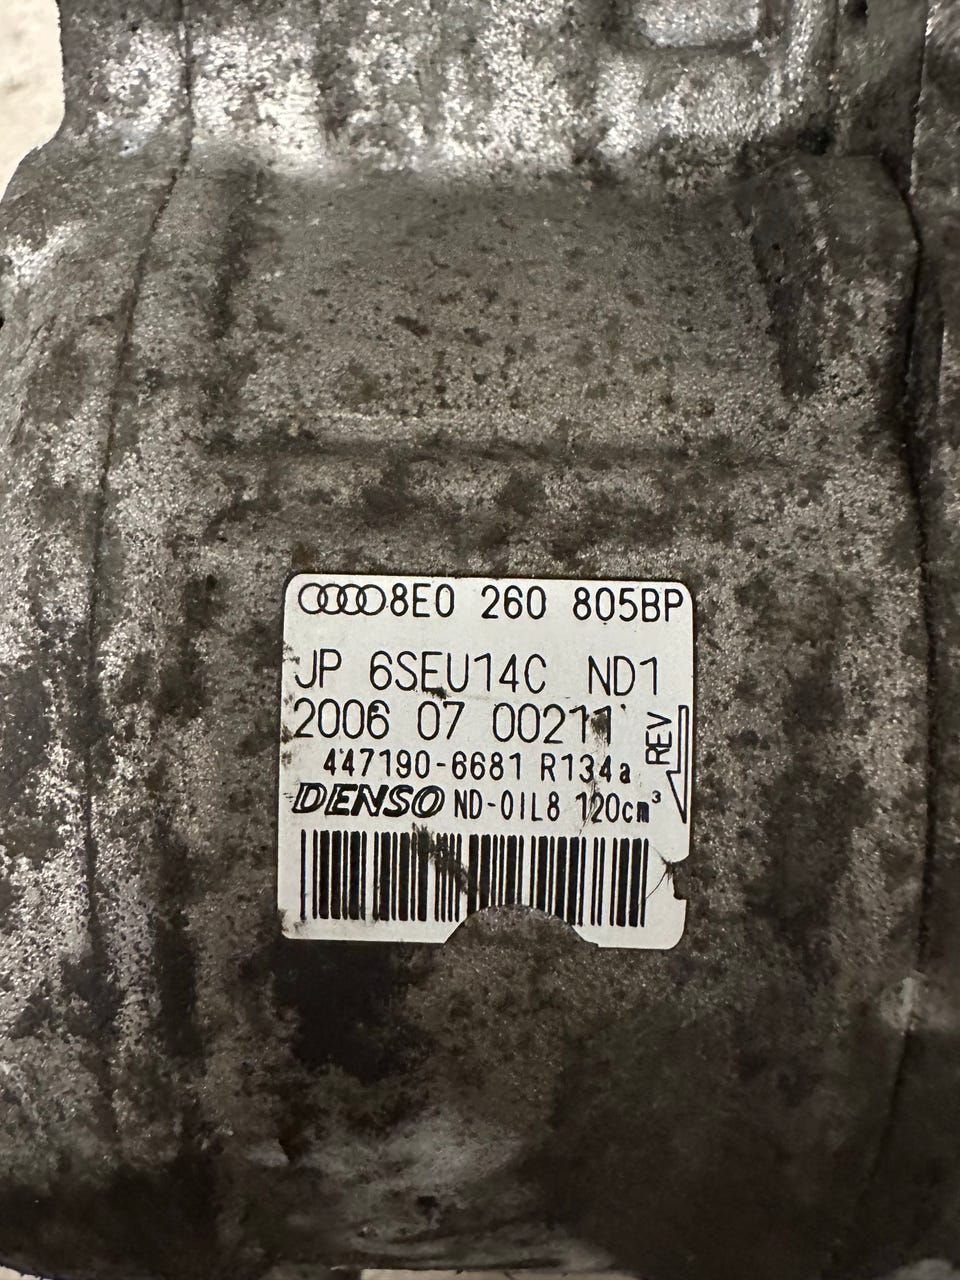 8E0 260 805BP
JP 6SEU14C ND1
2006 07 00211
REV
447190-6681 R134a
DENSO ND-OIL8 120cm³